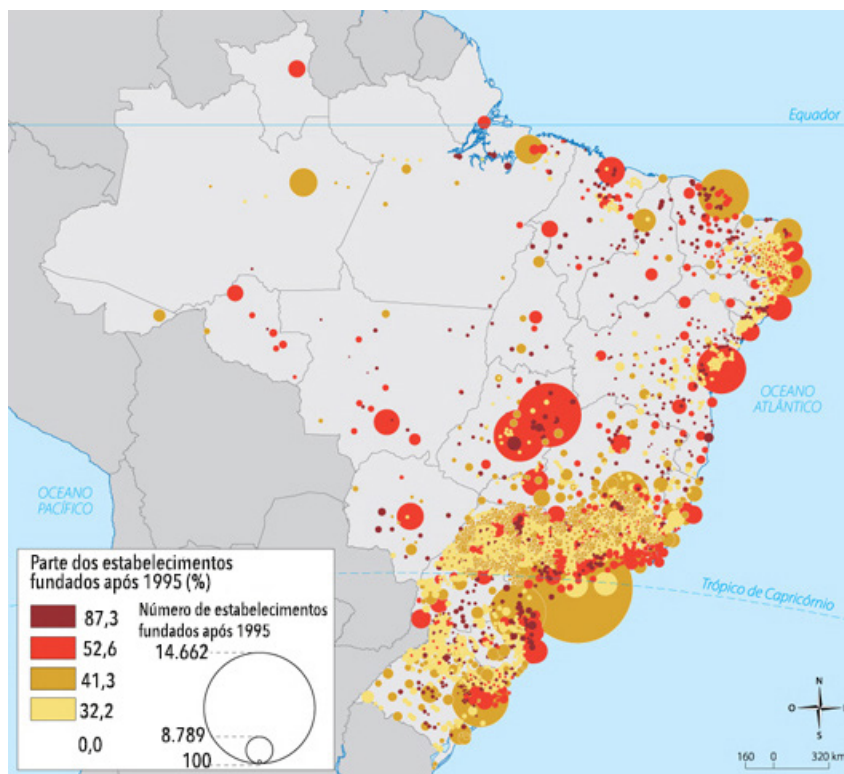 Equador
OCEANO
ATLÂNTICO
OCEANO
PACÍFICO
Trópico de Capricórnio
Parte dos estabelecimentos
fundados após 1995 (%)
87,3
52,6
41,3
32,2
0,0
Número de estabelecimentos
fundados após 1995
14.662
8.789
100
N
O
L
S
160 0 320 km